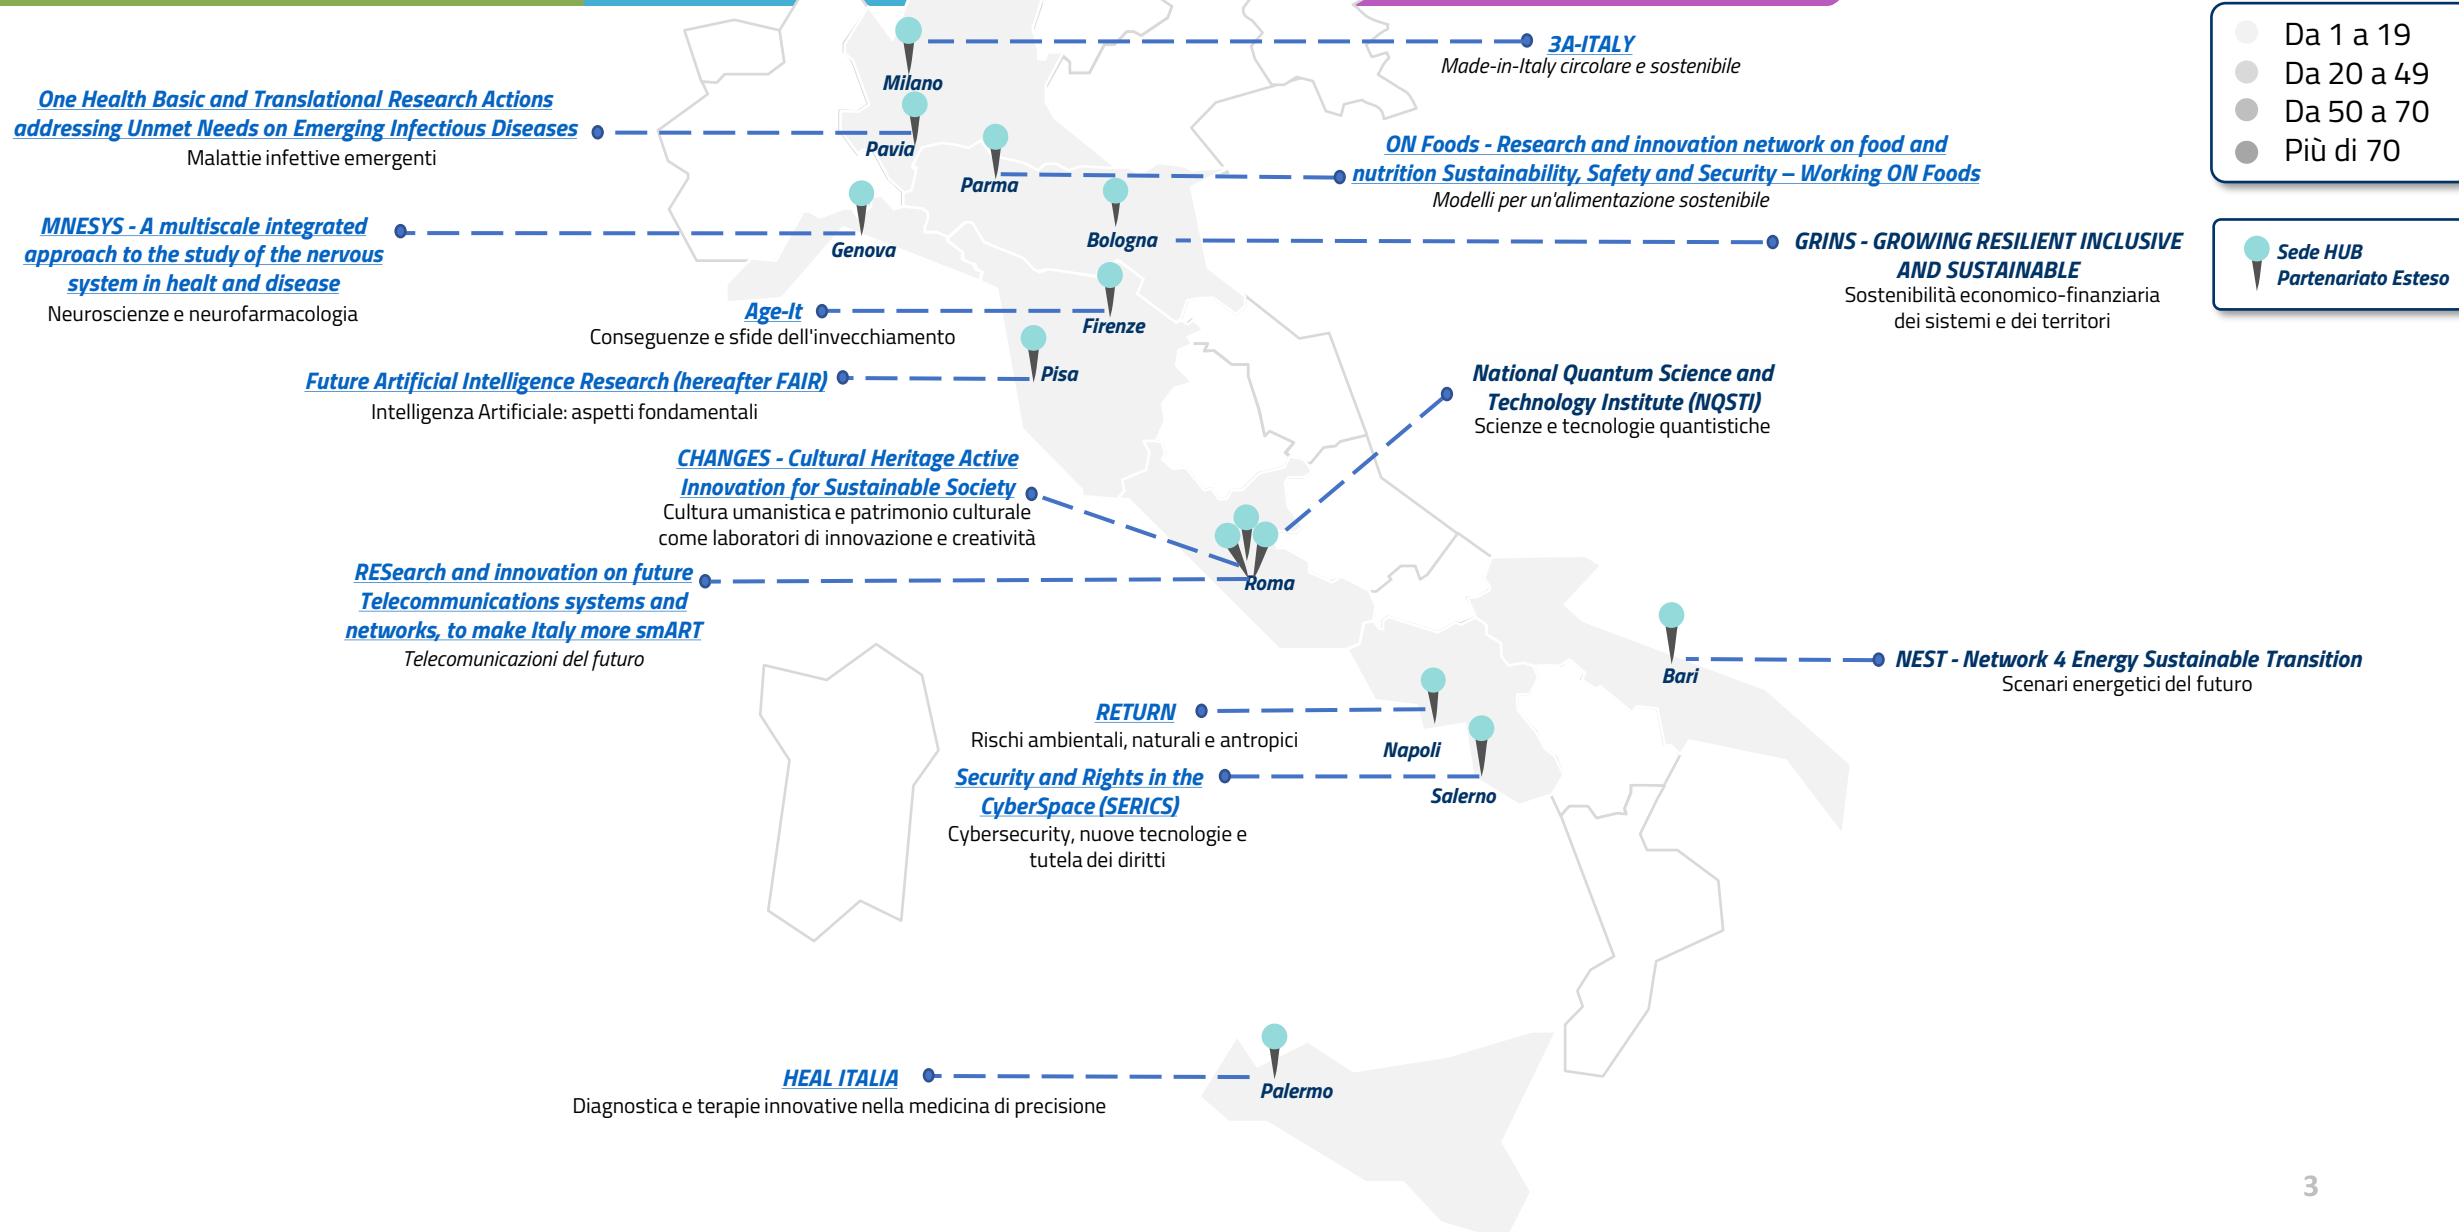 3A-ITALY
Made-in-Italy circolare e sostenibile
Da 1 a 19
Da 20 a 49
Da 50 a 70
Più di 70
Sede HUB
Partenariato Esteso
Milano
One Health Basic and Translational Research Actions
addressing Unmet Needs on Emerging Infectious Diseases
Malattie infettive emergenti
Pavia
ON Foods - Research and innovation network on food and
nutrition Sustainability, Safety and Security – Working ON Foods
Modelli per un'alimentazione sostenibile
Parma
MNESYS - A multiscale integrated
approach to the study of the nervous
system in healt and disease
Neuroscienze e neurofarmacologia
Genova
Bologna
GRINS - GROWING RESILIENT INCLUSIVE
AND SUSTAINABLE
Sostenibilità economico-finanziaria
dei sistemi e dei territori
Age-It
Conseguenze e sfide dell'invecchiamento
Firenze
Future Artificial Intelligence Research (hereafter FAIR)
Intelligenza Artificiale: aspetti fondamentali
Pisa
National Quantum Science and
Technology Institute (NQSTI)
Scienze e tecnologie quantistiche
CHANGES - Cultural Heritage Active
Innovation for Sustainable Society
Cultura umanistica e patrimonio culturale
come laboratori di innovazione e creatività
RESearch and innovation on future
Telecommunications systems and
networks, to make Italy more smART
Telecomunicazioni del futuro
Roma
Bari
NEST - Network 4 Energy Sustainable Transition
Scenari energetici del futuro
RETURN
Rischi ambientali, naturali e antropici
Napoli
Security and Rights in the
CyberSpace (SERICS)
Cybersecurity, nuove tecnologie e
tutela dei diritti
Salerno
HEAL ITALIA
Diagnostica e terapie innovative nella medicina di precisione
Palermo
3